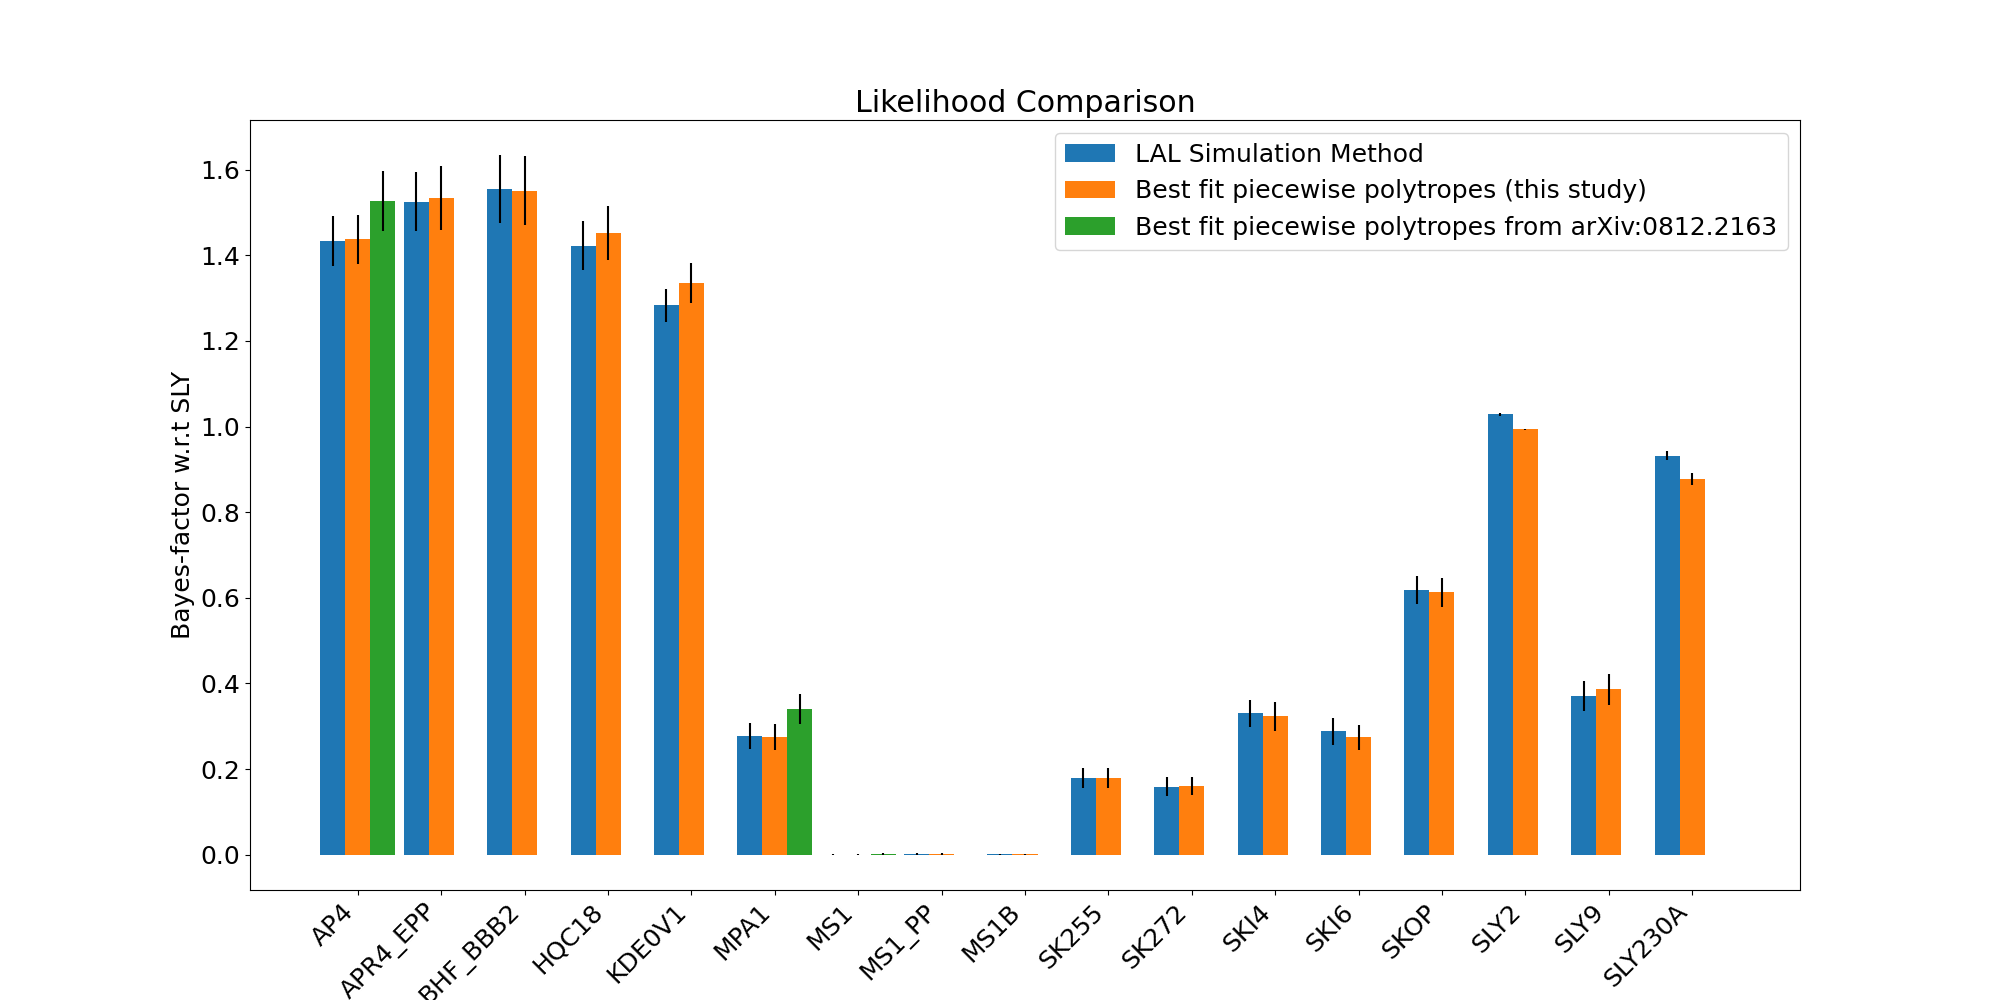 Likelihood Comparison
LAL Simulation Method
Best fit piecewise polytropes (this study)
Best fit piecewise polytropes from arXiv:0812.2163
Bayes-factor w.r.t SLY
1.6
1.4
1.2
1.0
0.8
0.6
0.4
0.2
0.0
AP4
APR4_EPP
BHF_BBB2
HQC18
KDE0V1
MPA1
MS1
MS1_PP
MS1B
SK255
SK272
SKI4
SKI6
SKOP
SLY2
SLY9
SLY230A